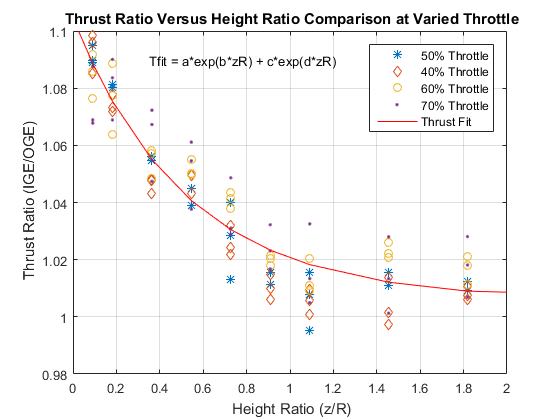 Thrust Ratio Versus Height Ratio Comparison at Varied Throttle
Tfit = a*exp(b*zR) + c*exp(d*zR)
50% Throttle
40% Throttle
60% Throttle
70% Throttle
Thrust Fit
Thrust Ratio (IGE/OGE)
1.1
1.08
1.06
1.04
1.02
1
0.98
0
0.2
0.4
0.6
0.8
1
1.2
1.4
1.6
1.8
2
Height Ratio (z/R)